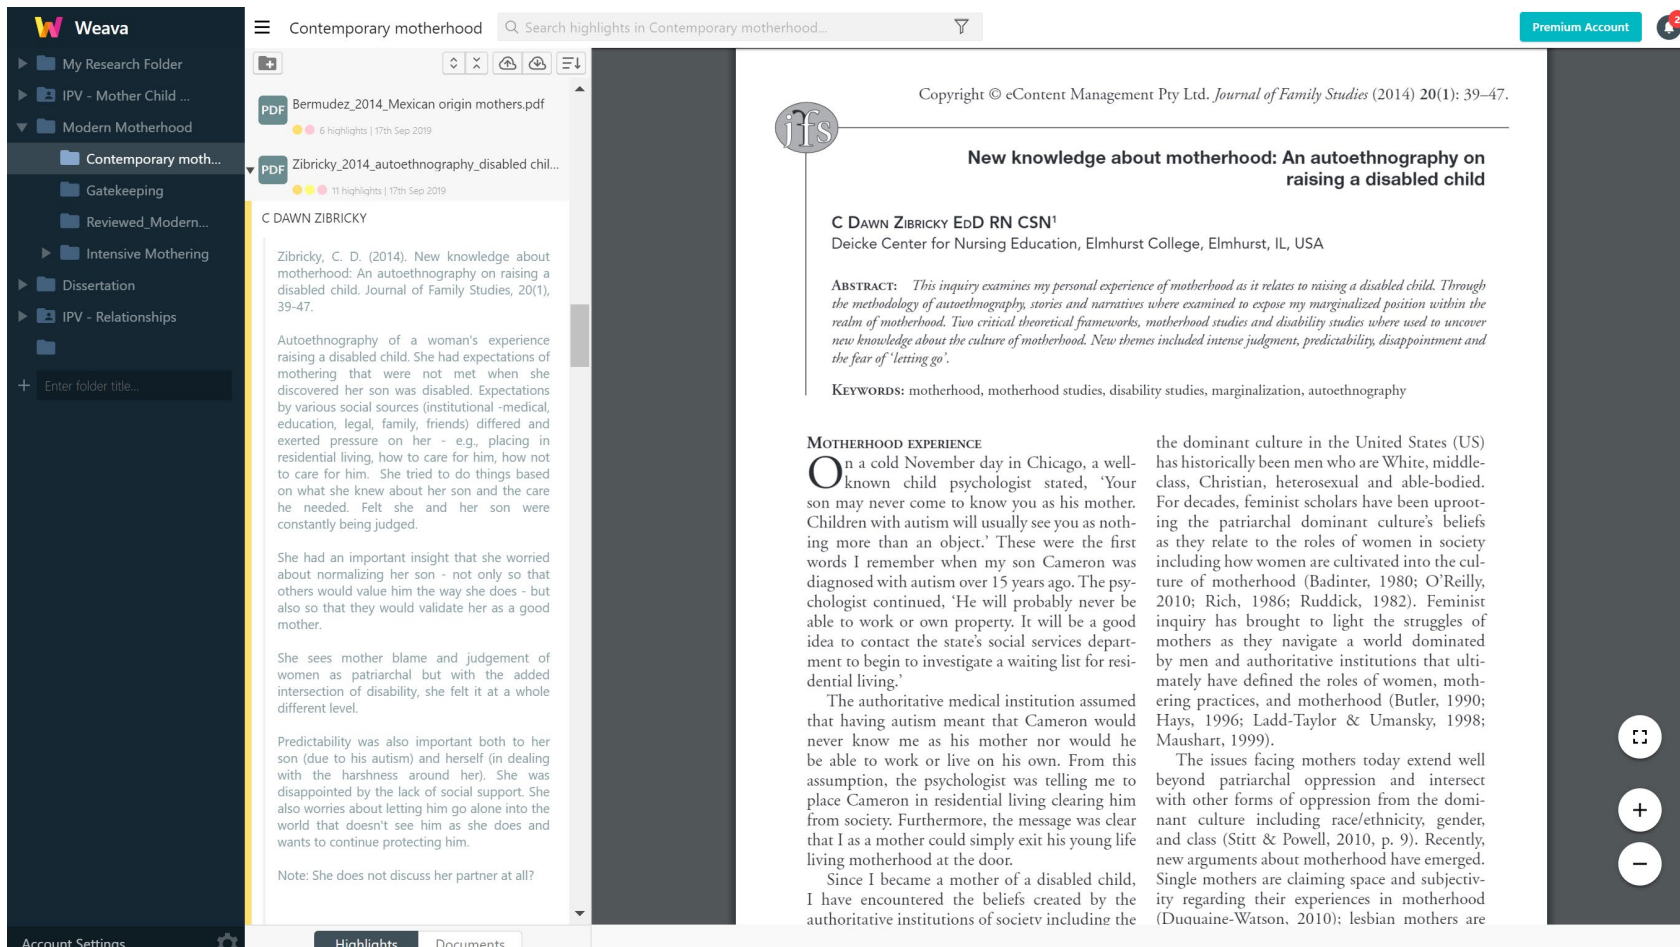 Weava
My Research Folder
IPV - Mother Child ...
Modern Motherhood
Contemporary moth...
Gatekeeping
Reviewed_Modern...
Intensive Mothering
Dissertation
IPV - Relationships
Enter folder title...
Account Settings
Contemporary motherhood
Search highlights in Contemporary motherhood...
Premium Account
2
PDF
Bermudez_2014_Mexican origin mothers.pdf
6 highlights | 17th Sep 2019
PDF
Zibricky_2014_autoethnography_disabled chil...
11 highlights | 17th Sep 2019
C DAWN ZIBRICKY
Zibricky, C. D. (2014). New knowledge about
motherhood: An autoethnography on raising a
disabled child. Journal of Family Studies, 20(1),
39-47.
Autoethnography of a woman's experience
raising a disabled child. She had expectations of
mothering that were not met when she
discovered her son was disabled. Expectations
by various social sources (institutional -medical,
education, legal, family, friends) differed and
exerted pressure on her - e.g., placing in
residential living, how to care for him, how not
to care for him. She tried to do things based
on what she knew about her son and the care
he needed. Felt she and her son were
constantly being judged.
She had an important insight that she worried
about normalizing her son - not only so that
others would value him the way she does - but
also so that they would validate her as a good
mother.
She sees mother blame and judgement of
women as patriarchal but with the added
intersection of disability, she felt it at a whole
different level.
Predictability was also important both to her
son (due to his autism) and herself (in dealing
with the harshness around her). She was
disappointed by the lack of social support. She
also worries about letting him go alone into the
world that doesn't see him as she does and
wants to continue protecting him.
Note: She does not discuss her partner at all?
Highlights
Documents
Copyright © eContent Management Pty Ltd. Journal of Family Studies (2014) 20(1): 39–47.
jfs
New knowledge about motherhood: An autoethnography on
raising a disabled child
C Dawn Zibricky EdD RN CSN¹
Deicke Center for Nursing Education, Elmhurst College, Elmhurst, IL, USA
Abstract: This inquiry examines my personal experience of motherhood as it relates to raising a disabled child. Through
the methodology of autoethnography, stories and narratives where examined to expose my marginalized position within the
realm of motherhood. Two critical theoretical frameworks, motherhood studies and disability studies where used to uncover
new knowledge about the culture of motherhood. New themes included intense judgment, predictability, disappointment and
the fear of ‘letting go’.
Keywords: motherhood, motherhood studies, disability studies, marginalization, autoethnography
Motherhood experience
On a cold November day in Chicago, a well-
known child psychologist stated, ‘Your
son may never come to know you as his mother.
Children with autism will usually see you as noth-
ing more than an object.’ These were the first
words I remember when my son Cameron was
diagnosed with autism over 15 years ago. The psy-
chologist continued, ‘He will probably never be
able to work or own property. It will be a good
idea to contact the state’s social services depart-
ment to begin to investigate a waiting list for resi-
dential living.’
The authoritative medical institution assumed
that having autism meant that Cameron would
never know me as his mother nor would he
be able to work or live on his own. From this
assumption, the psychologist was telling me to
place Cameron in residential living clearing him
from society. Furthermore, the message was clear
that I as a mother could simply exit his young life
living motherhood at the door.
Since I became a mother of a disabled child,
I have encountered the beliefs created by the
authoritative institutions of society including the
the dominant culture in the United States (US)
has historically been men who are White, middle-
class, Christian, heterosexual and able-bodied.
For decades, feminist scholars have been uproot-
ing the patriarchal dominant culture’s beliefs
as they relate to the roles of women in society
including how women are cultivated into the cul-
ture of motherhood (Badinter, 1980; O’Reilly,
2010; Rich, 1986; Ruddick, 1982). Feminist
inquiry has brought to light the struggles of
mothers as they navigate a world dominated
by men and authoritative institutions that ulti-
mately have defined the roles of women, moth-
ering practices, and motherhood (Butler, 1990;
Hays, 1996; Ladd-Taylor & Umansky, 1998;
Maushart, 1999).
The issues facing mothers today extend well
beyond patriarchal oppression and intersect
with other forms of oppression from the domi-
nant culture including race/ethnicity, gender,
and class (Stitt & Powell, 2010, p. 9). Recently,
new arguments about motherhood have emerged.
Single mothers are claiming space and subjectiv-
ity regarding their experiences in motherhood
(Duquaine-Watson, 2010); lesbian mothers are